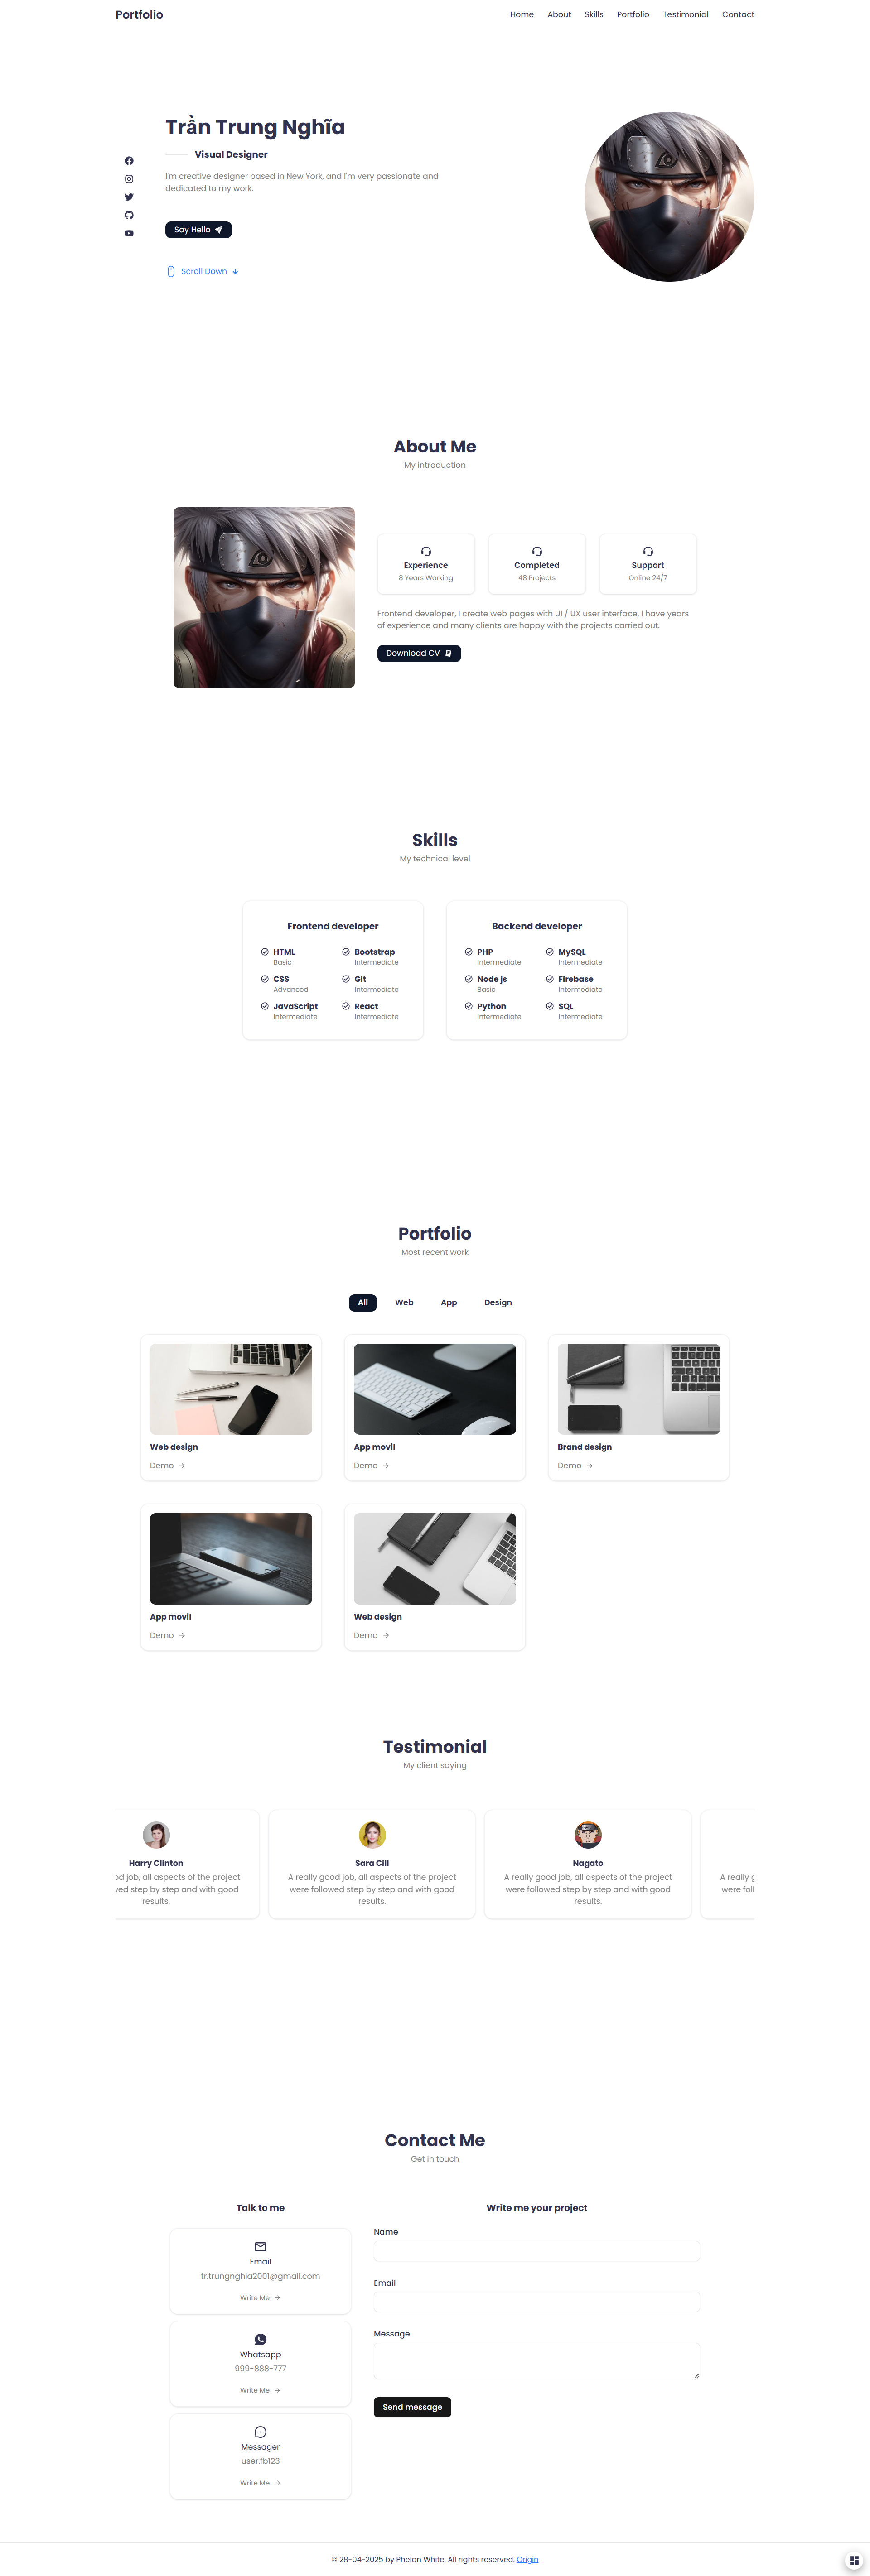 Portfolio
Home About Skills Portfolio Testimonial Contact
Trần Trung Nghĩa
Visual Designer
I'm creative designer based in New York, and I'm very passionate and
dedicated to my work.
Say Hello
Scroll Down
About Me
My introduction
Experience
8 Years Working
Completed
48 Projects
Support
Online 24/7
Frontend developer, I create web pages with UI / UX user interface, I have years
of experience and many clients are happy with the projects carried out.
Download CV
Skills
My technical level
Frontend developer
HTML
Basic
CSS
Advanced
JavaScript
Intermediate
Bootstrap
Intermediate
Git
Intermediate
React
Intermediate
Backend developer
PHP
Intermediate
Node js
Basic
Python
Intermediate
MySQL
Intermediate
Firebase
Intermediate
SQL
Intermediate
Portfolio
Most recent work
All Web App Design
Web design
Demo
App movil
Demo
Brand design
Demo
App movil
Demo
Web design
Demo
Testimonial
My client saying
Harry Clinton
job, all aspects of the project
step by step and with good
results.
Sara Cill
A really good job, all aspects of the project
were followed step by step and with good
results.
Nagato
A really good job, all aspects of the project
were followed step by step and with good
results.
A really
were
Contact Me
Get in touch
Talk to me
Email
tr.trungnghia2001@gmail.com
Write Me
Whatsapp
999-888-777
Write Me
Messager
user.fb123
Write Me
Write me your project
Name
Email
Message
Send message
© 28-04-2025 by Phelan White. All rights reserved. Origin